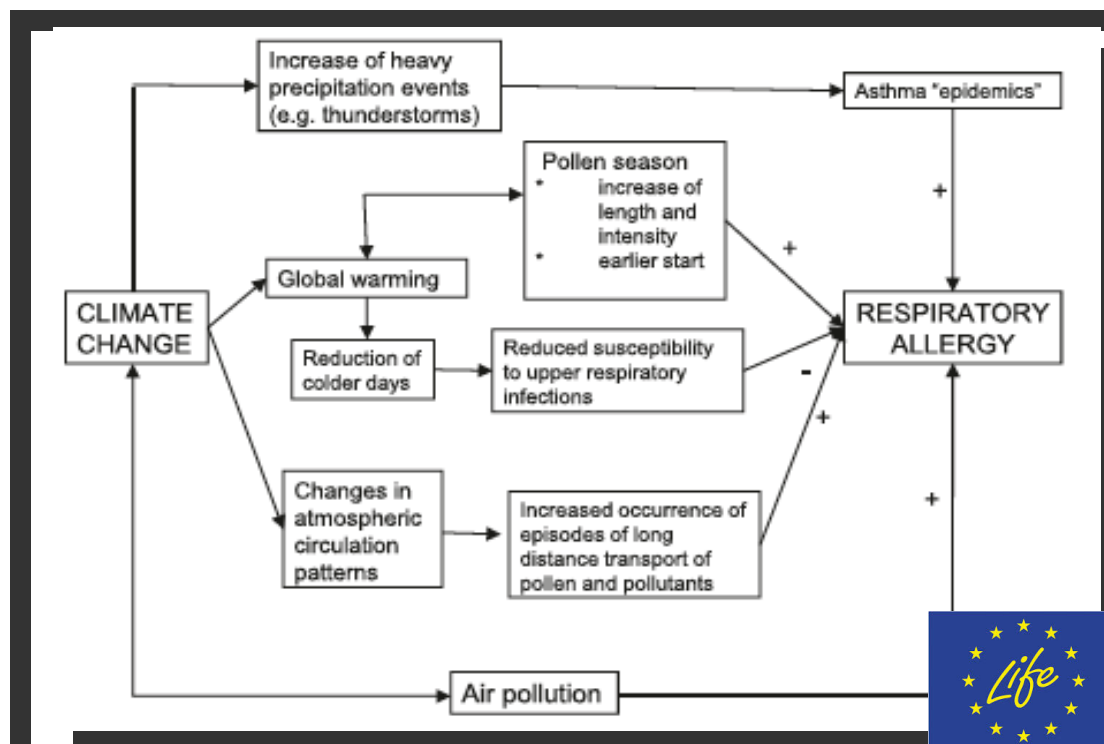 Increase of heavy
precipitation events
(e.g. thunderstorms)
Asthma "epidemics"
Pollen season
* increase of
length and
intensity
* earlier start
+
+
Global warming
CLIMATE
CHANGE
RESPIRATORY
ALLERGY
Reduction of
colder days
Reduced susceptibility
to upper respiratory
infections
-
+
Changes in
atmospheric
circulation
patterns
Increased occurrence of
episodes of long
distance transport of
pollen and pollutants
+
Air pollution
Life